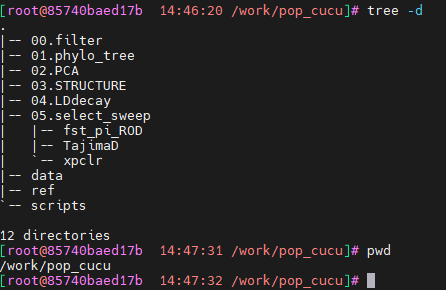 [root@85740baed17b  14:46:20 /work/pop_cucu]# tree -d
.
|-- 00.filter
|-- 01.phylo_tree
|-- 02.PCA
|-- 03.STRUCTURE
|-- 04.LDdecay
|-- 05.select_sweep
|   |-- fst_pi_ROD
|   |-- TajimaD
|   `-- xpclr
|-- data
|-- ref
`-- scripts
12 directories
[root@85740baed17b  14:47:31 /work/pop_cucu]# pwd
/work/pop_cucu
[root@85740baed17b  14:47:32 /work/pop_cucu]#